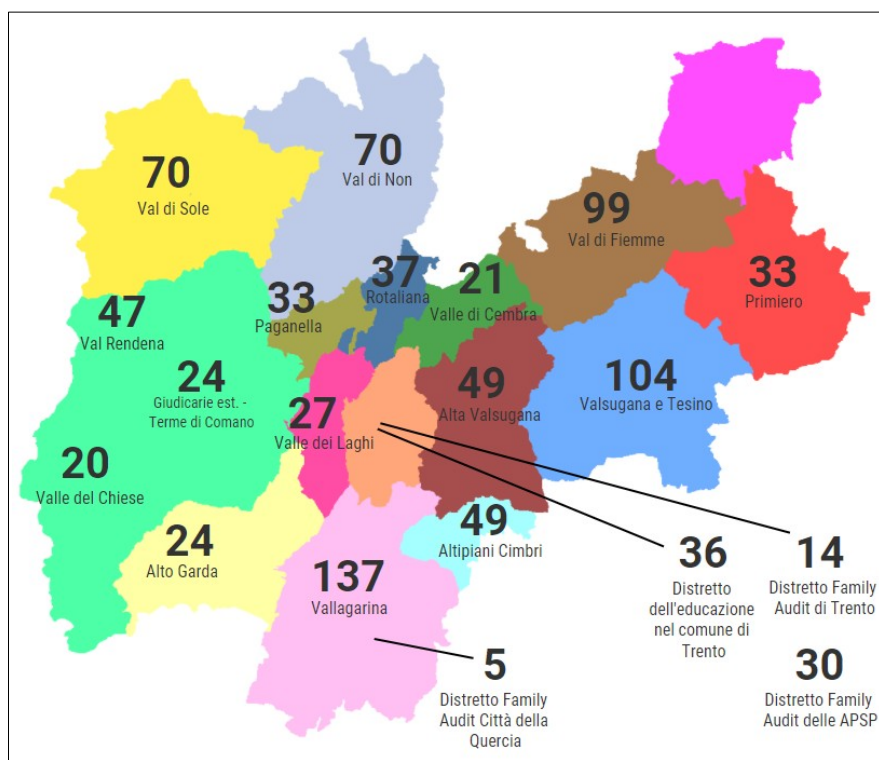 70
Val di Non
70
Val di Sole
99
Val di Fiemme
37
Rotaliana
21
Valle di Cembra
33
Primiero
33
Paganella
47
Val Rendena
24
Giudicarie est. -
Terme di Comano
27
Valle dei Laghi
49
Alta Valsugana
104
Valsugana e Tesino
20
Valle del Chiese
24
Alto Garda
49
Altipiani Cimbri
137
Vallagarina
36
Distretto
dell'educazione
nel comune di
Trento
14
Distretto Family
Audit di Trento
5
Distretto Family
Audit Città della
Quercia
30
Distretto Family
Audit delle APSP